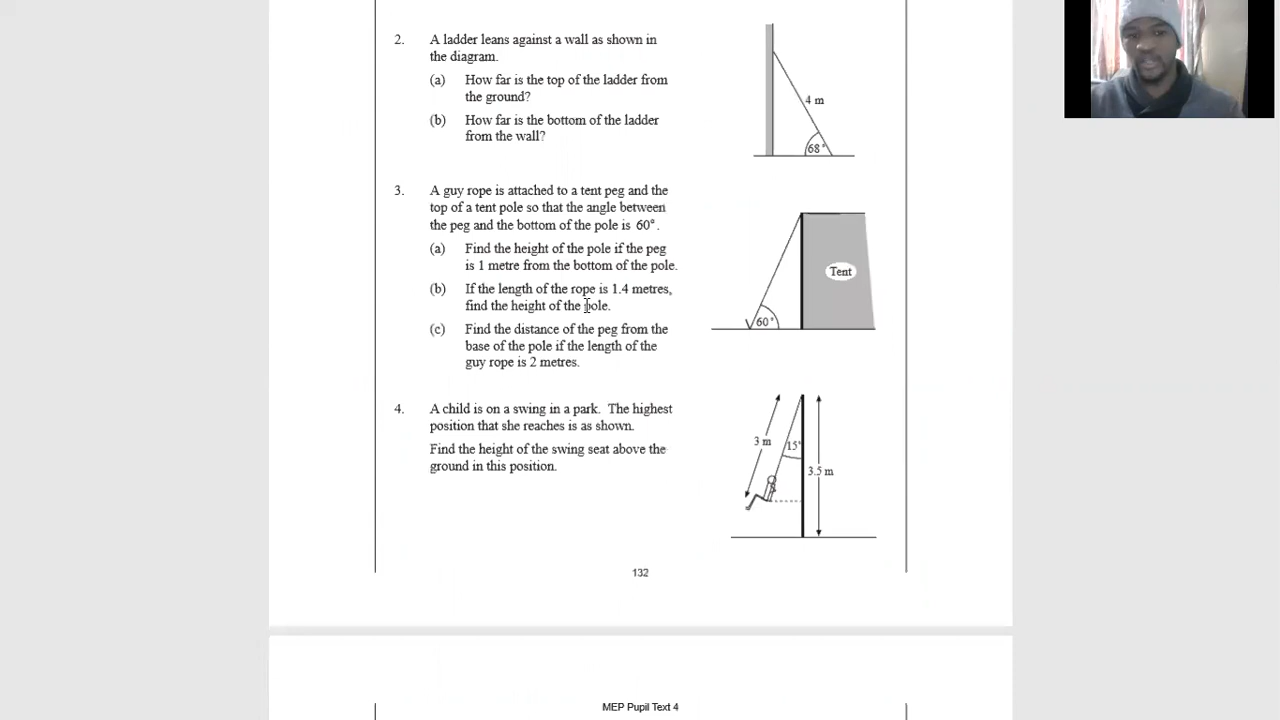 2. A ladder leans against a wall as shown in
the diagram.
(a) How far is the top of the ladder from
the ground?
(b) How far is the bottom of the ladder
from the wall?
4 m
68°
3. A guy rope is attached to a tent peg and the
top of a tent pole so that the angle between
the peg and the bottom of the pole is 60°.
(a) Find the height of the pole if the peg
is 1 metre from the bottom of the pole.
(b) If the length of the rope is 1.4 metres,
find the height of the pole.
(c) Find the distance of the peg from the
base of the pole if the length of the
guy rope is 2 metres.
Tent
60°
4. A child is on a swing in a park. The highest
position that she reaches is as shown.
Find the height of the swing seat above the
ground in this position.
3 m
15°
3.5 m
132
MEP Pupil Text 4